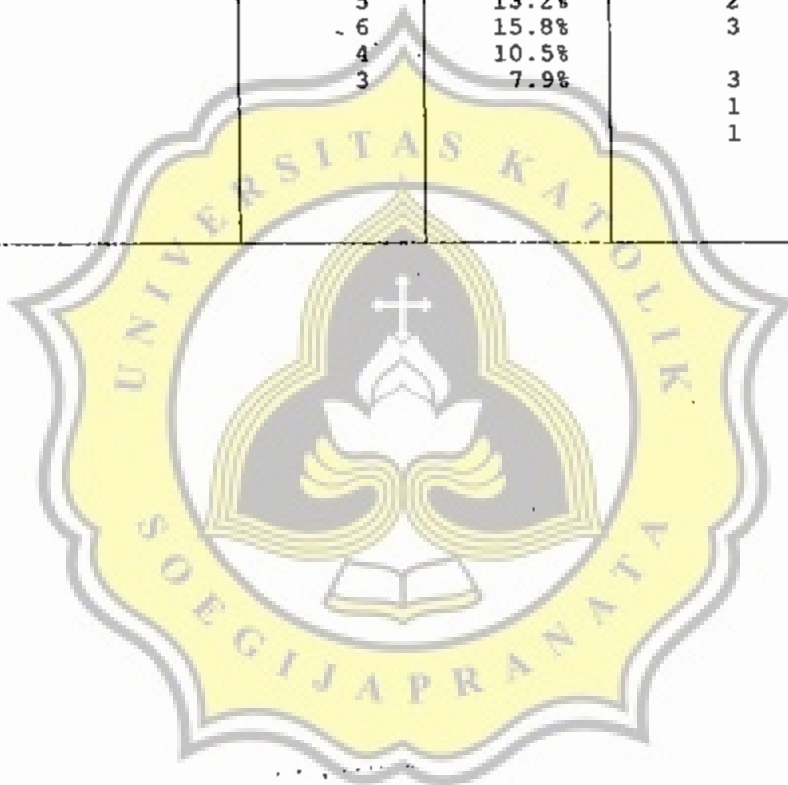 5 13.2% 2
6 15.8% 3
4 10.5%
3 7.9% 3
1
1
UNIVERSITAS KATOLIK
SOEGIJAPRANATA